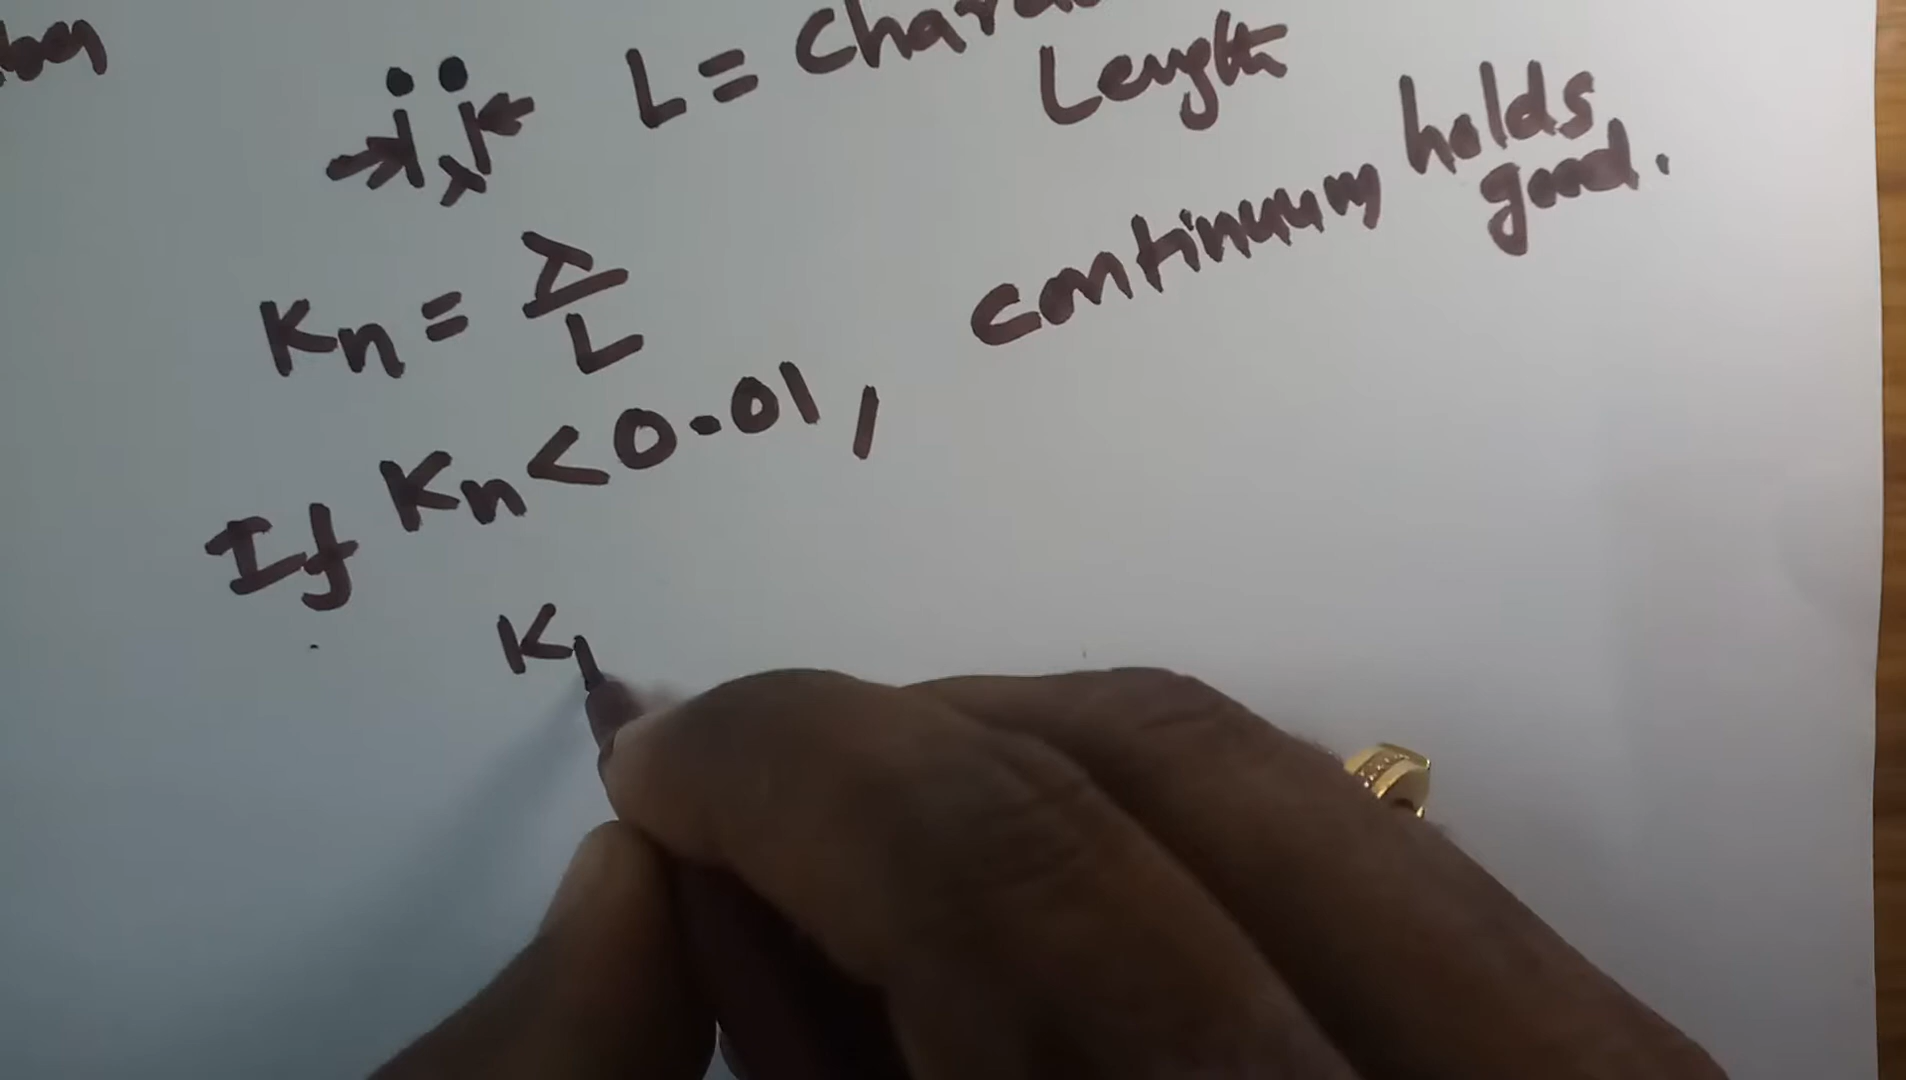 L = Chara
Length
Kn = λ/L
If Kn < 0.01, continuum holds good.
K